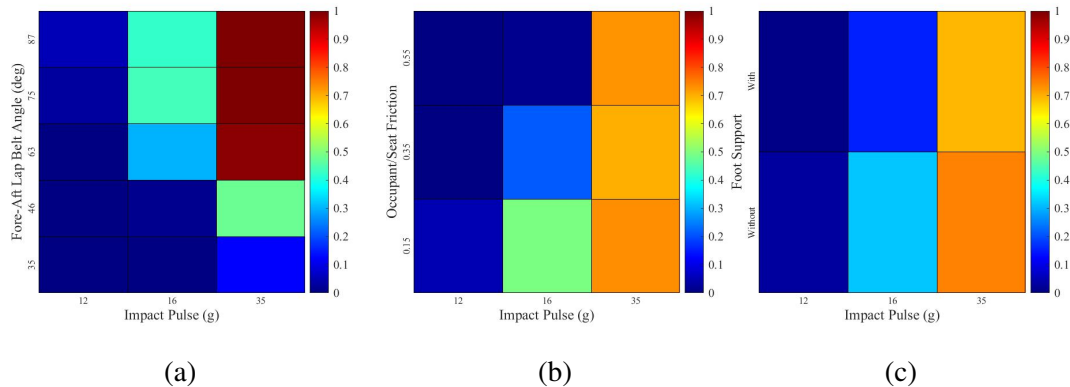 Fore-Aft Lap Belt Angle (deg)
87
75
63
46
35
12 16 35
Impact Pulse (g)
1
0.9
0.8
0.7
0.6
0.5
0.4
0.3
0.2
0.1
0
(a)
Occupant/Seat Friction
0.55
0.35
0.15
12 16 35
Impact Pulse (g)
1
0.9
0.8
0.7
0.6
0.5
0.4
0.3
0.2
0.1
0
(b)
Foot Support
With
Without
12 16 35
Impact Pulse (g)
1
0.9
0.8
0.7
0.6
0.5
0.4
0.3
0.2
0.1
0
(c)